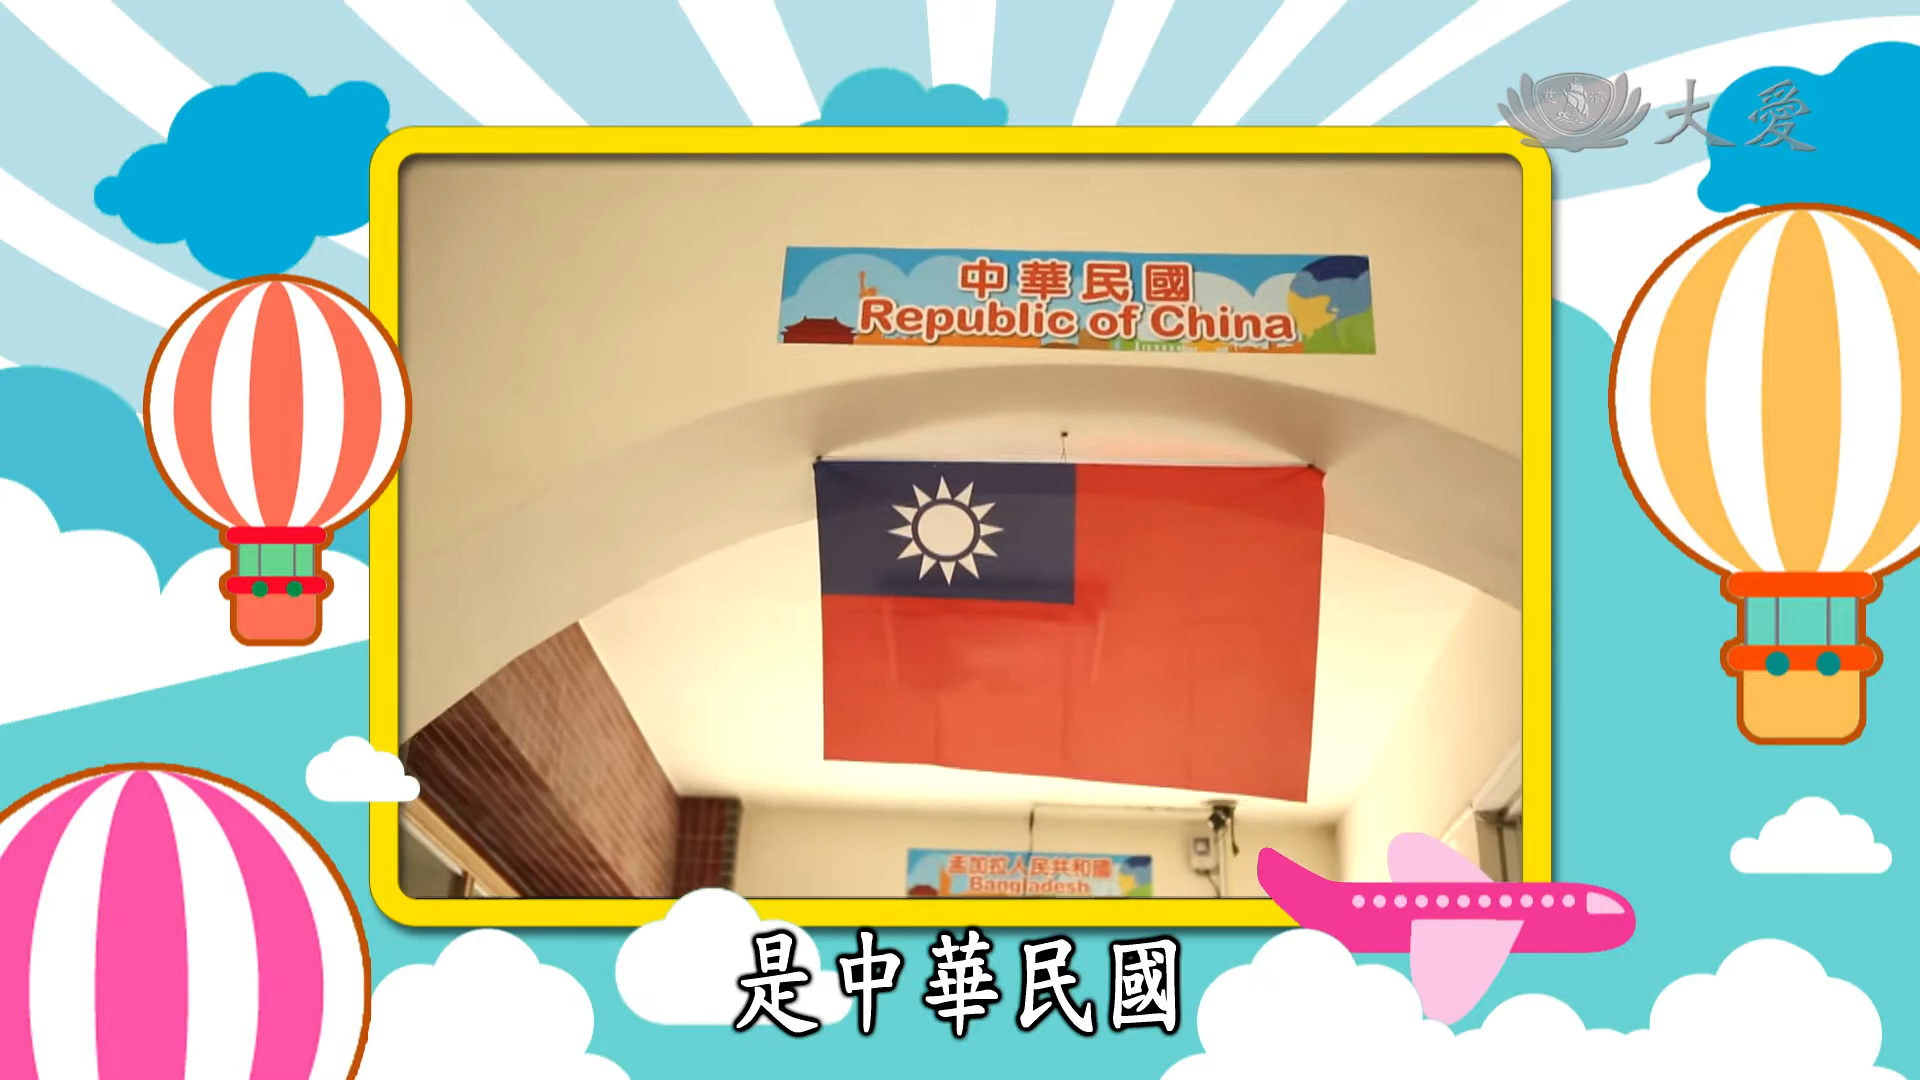 大愛
中華民國
Republic of China
孟加拉人民共和國
Bangladesh
是中華民國